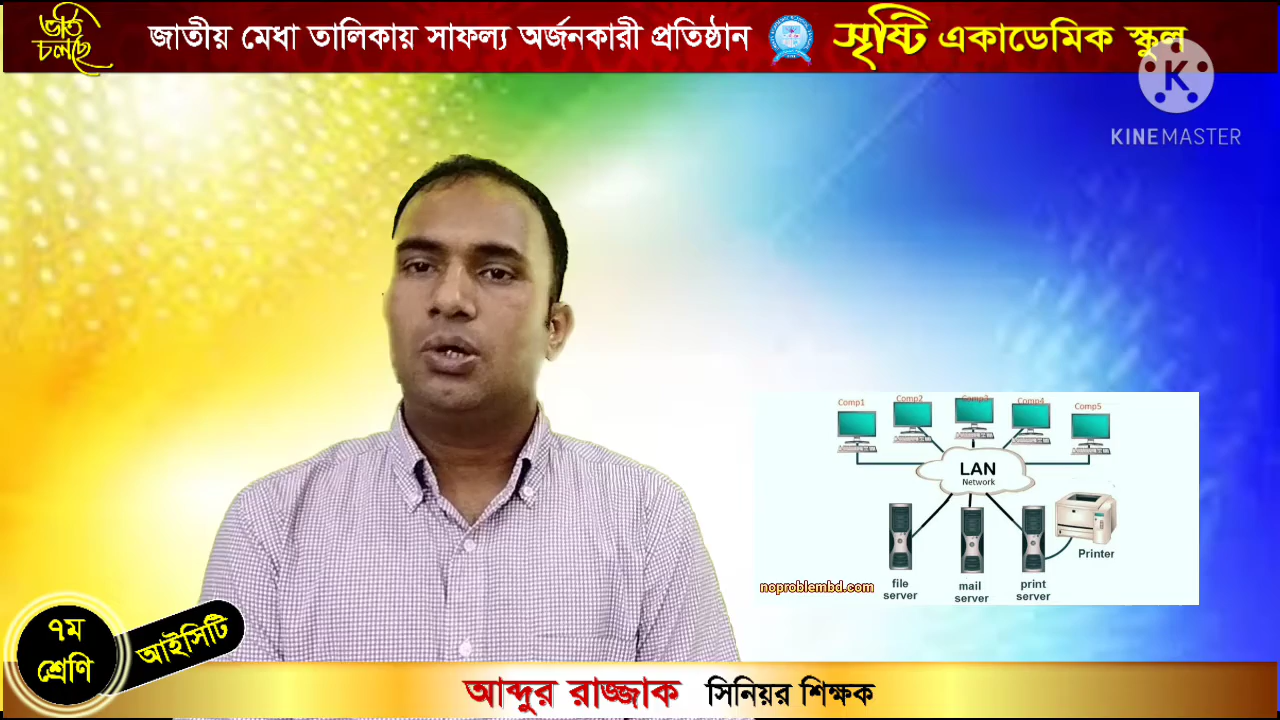 ভর্তি চলছে
জাতীয় মেধা তালিকায় সাফল্য অর্জনকারী প্রতিষ্ঠান সৃষ্টি একাডেমিক স্কুল
K
KINEMASTER
Comp1 Comp2 Comp3 Comp4 Comp5
LAN
Network
Printer
file server
mail server
print server
noproblembd.com
৭ম
শ্রেণি
আইসিটি
আব্দুর রাজ্জাক সিনিয়র শিক্ষক